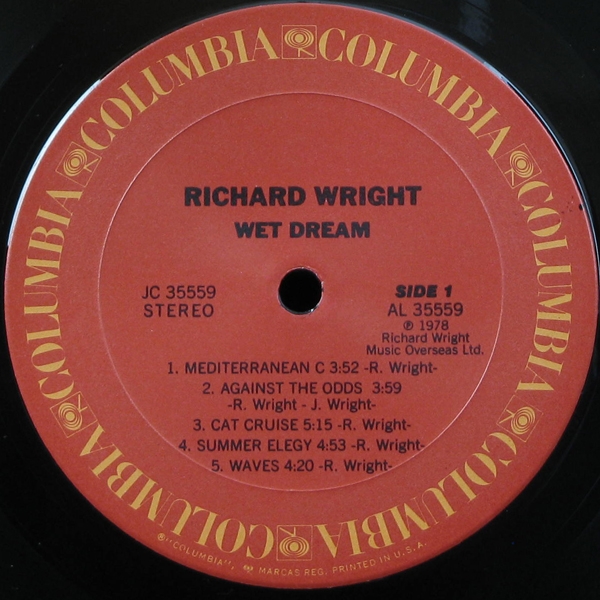 COLUMBIA COLUMBIA COLUMBIA COLUMBIA COLUMBIA COLUMBIA COLUMBIA
RICHARD WRIGHT
WET DREAM
JC 35559
STEREO
SIDE 1
AL 35559
℗ 1978
Richard Wright
Music Overseas Ltd.
1. MEDITERRANEAN C 3:52 -R. Wright-
2. AGAINST THE ODDS 3:59
-R. Wright - J. Wright-
3. CAT CRUISE 5:15 -R. Wright-
4. SUMMER ELEGY 4:53 -R. Wright-
5. WAVES 4:20 -R. Wright-
®"COLUMBIA", MARCAS REG. PRINTED IN U.S.A.